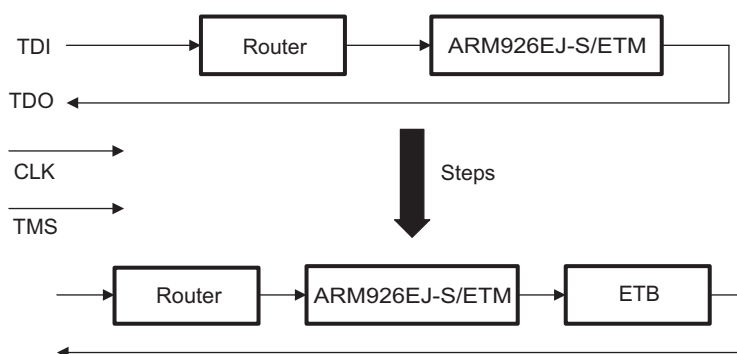 TDI
Router
ARM926EJ-S/ETM
TDO
CLK
Steps
TMS
Router
ARM926EJ-S/ETM
ETB